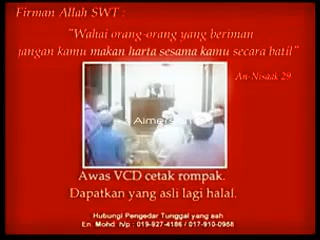 Firman Allah SWT :
"Wahai orang-orang yang beriman
jangan kamu makan harta sesama kamu secara batil"
An-Nisaak 29
Awas VCD cetak rompak.
Dapatkan yang asli lagi halal.
Hubungi Pengedar Tunggal yang sah
En. Mohd. h/p : 019-927-4186 / 017-910-0958